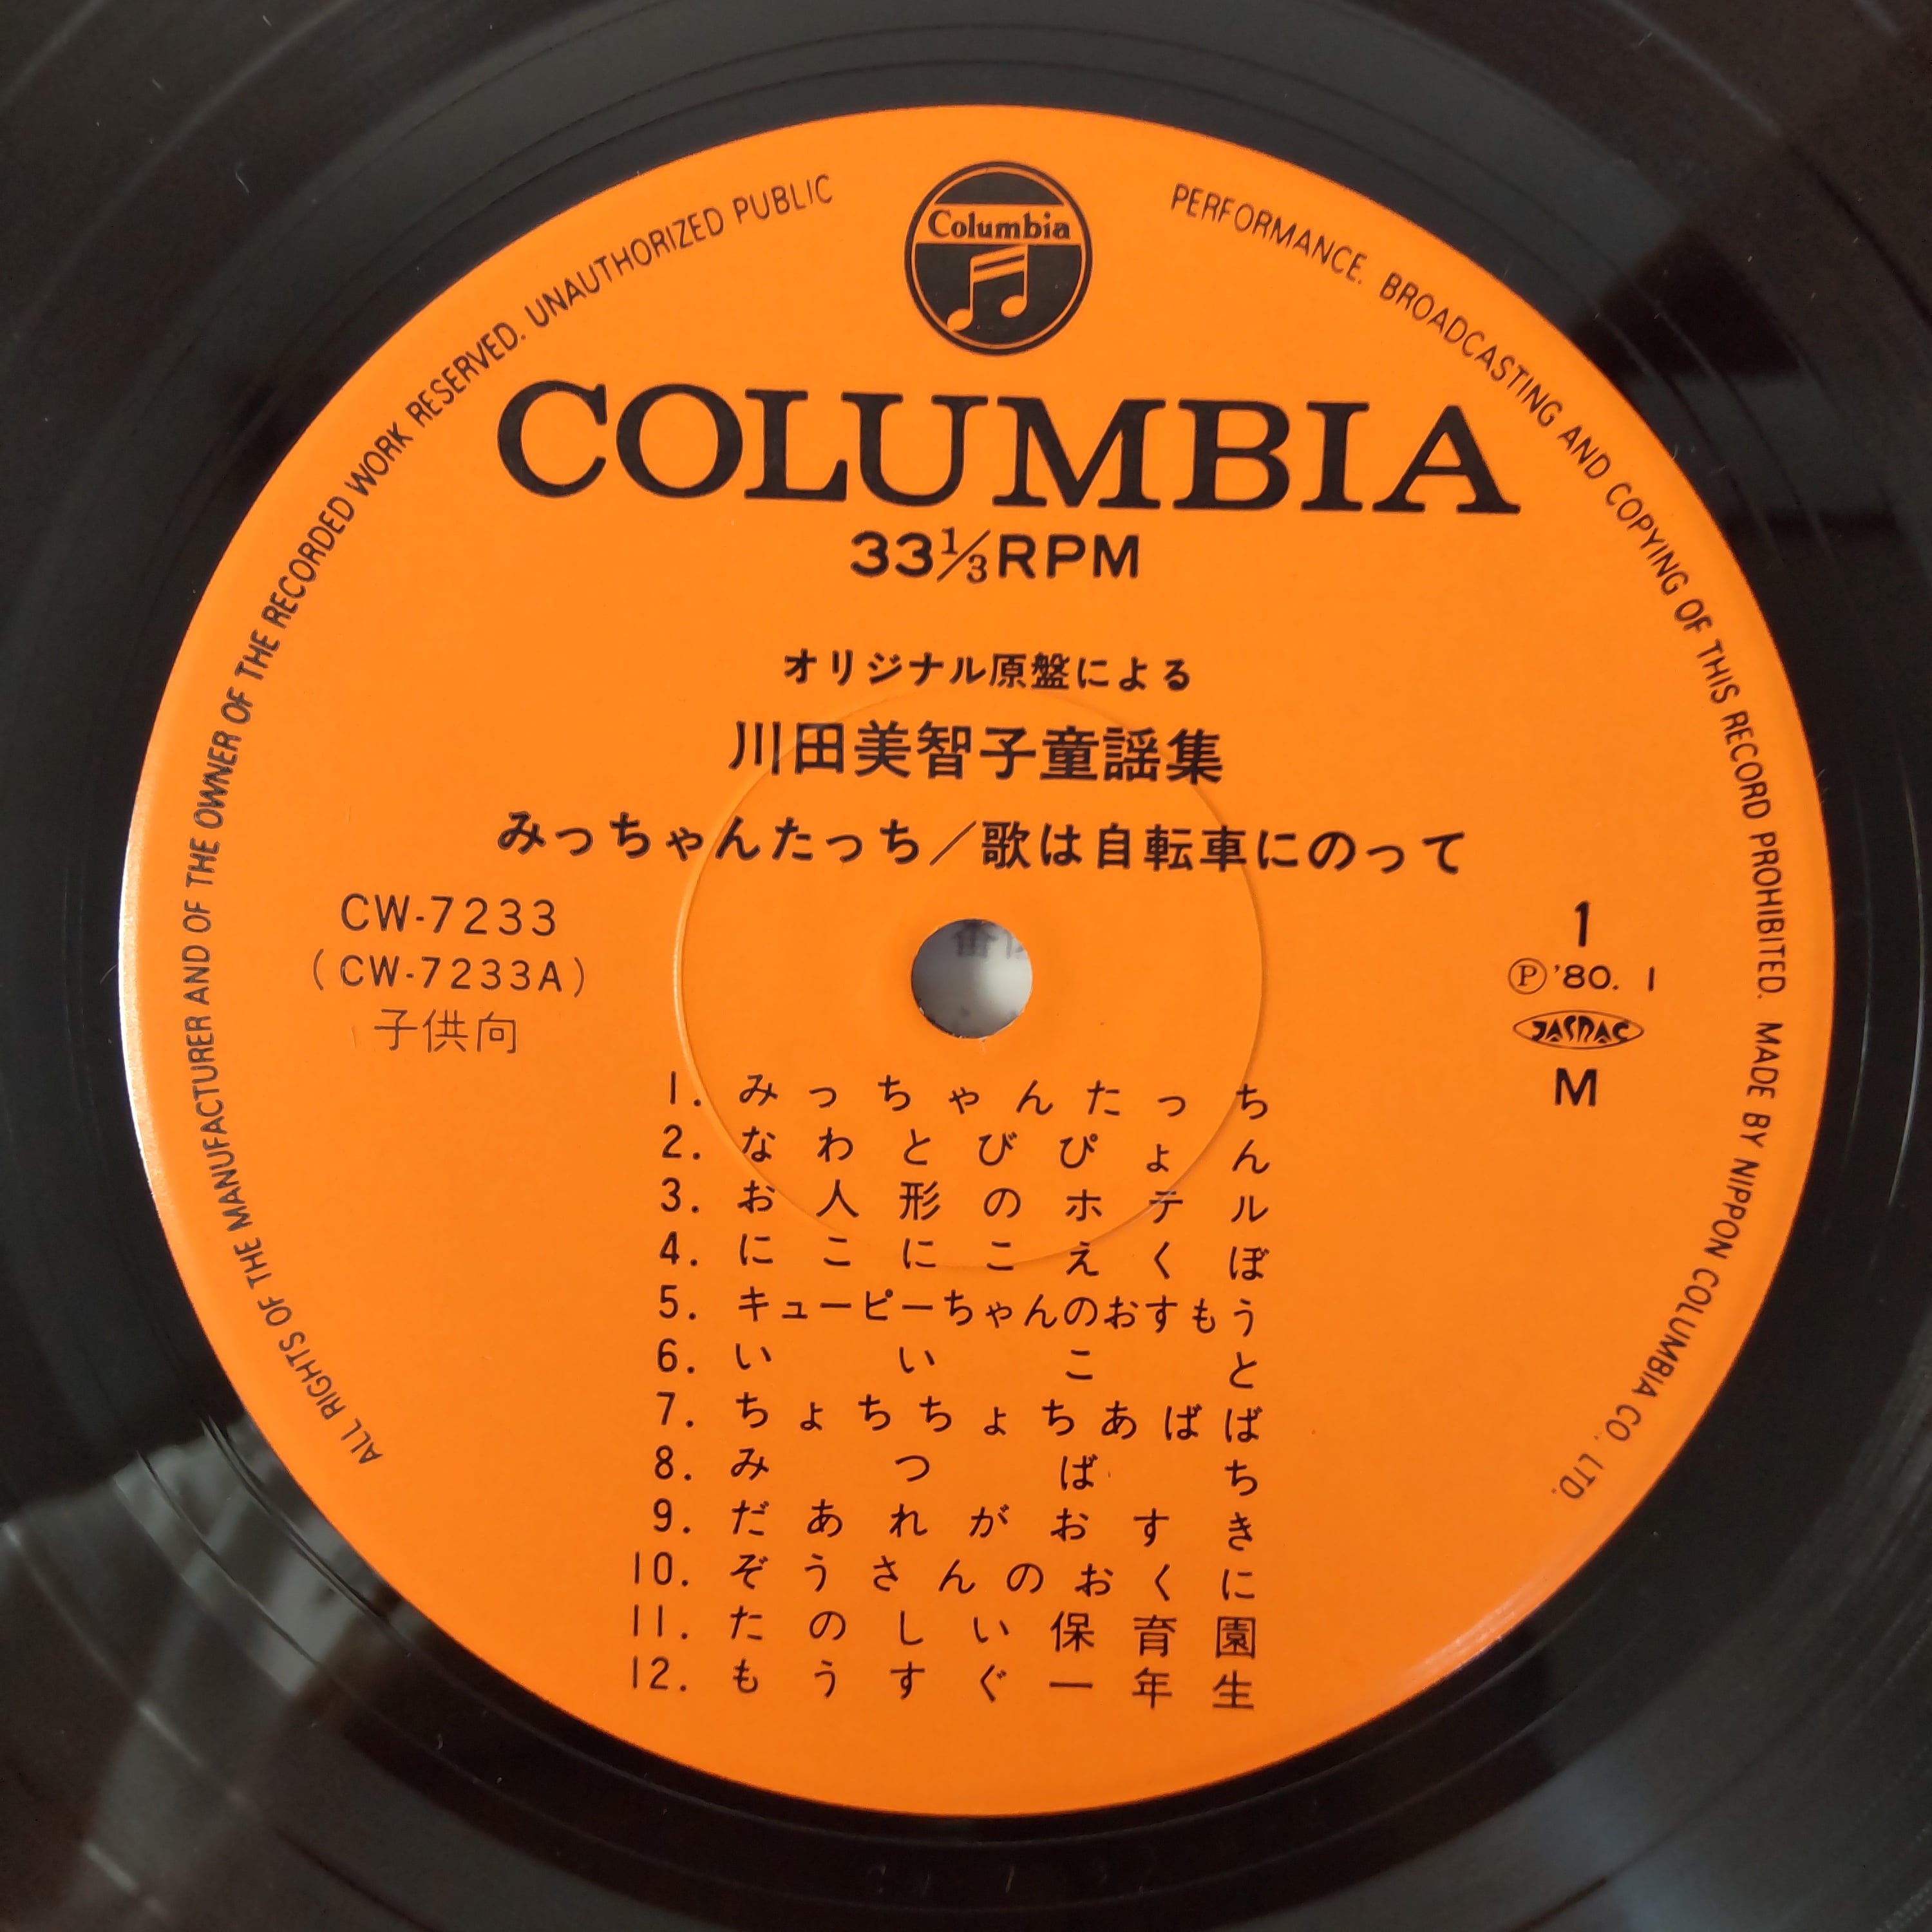 ALL RIGHTS OF THE MANUFACTURER AND OF THE OWNER OF THE RECORDED WORK RESERVED. UNAUTHORIZED PUBLIC PERFORMANCE. BROADCASTING AND COPYING OF THIS RECORD PROHIBITED. MADE BY NIPPON COLUMBIA CO., LTD.
Columbia
COLUMBIA
33⅓RPM
オリジナル原盤による
川田美智子童謡集
みっちゃんたっち/歌は自転車にのって
CW-7233
(CW-7233A)
子供向
1
Ⓟ'80. 1
JASRAC
M
1. みっちゃんたっち
2. なわとびぴょん
3. お人形のホテル
4. にこにこえくぼ
5. キューピーちゃんのおすもう
6. いいこと
7. ちょちちょちあばば
8. みつばち
9. だあれがおすき
10. ぞうさんのおくに
11. たのしい保育園
12. もうすぐ一年生